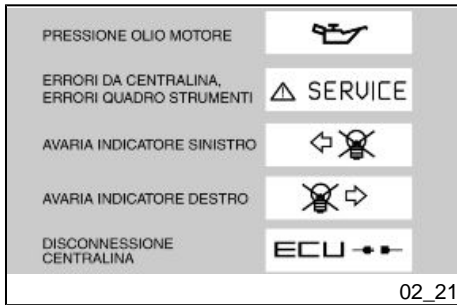 PRESSIONE OLIO MOTORE
ERRORI DA CENTRALINA,
ERRORI QUADRO STRUMENTI
SERVICE
AVARIA INDICATORE SINISTRO
AVARIA INDICATORE DESTRO
DISCONNESSIONE
CENTRALINA
ECU
02_21